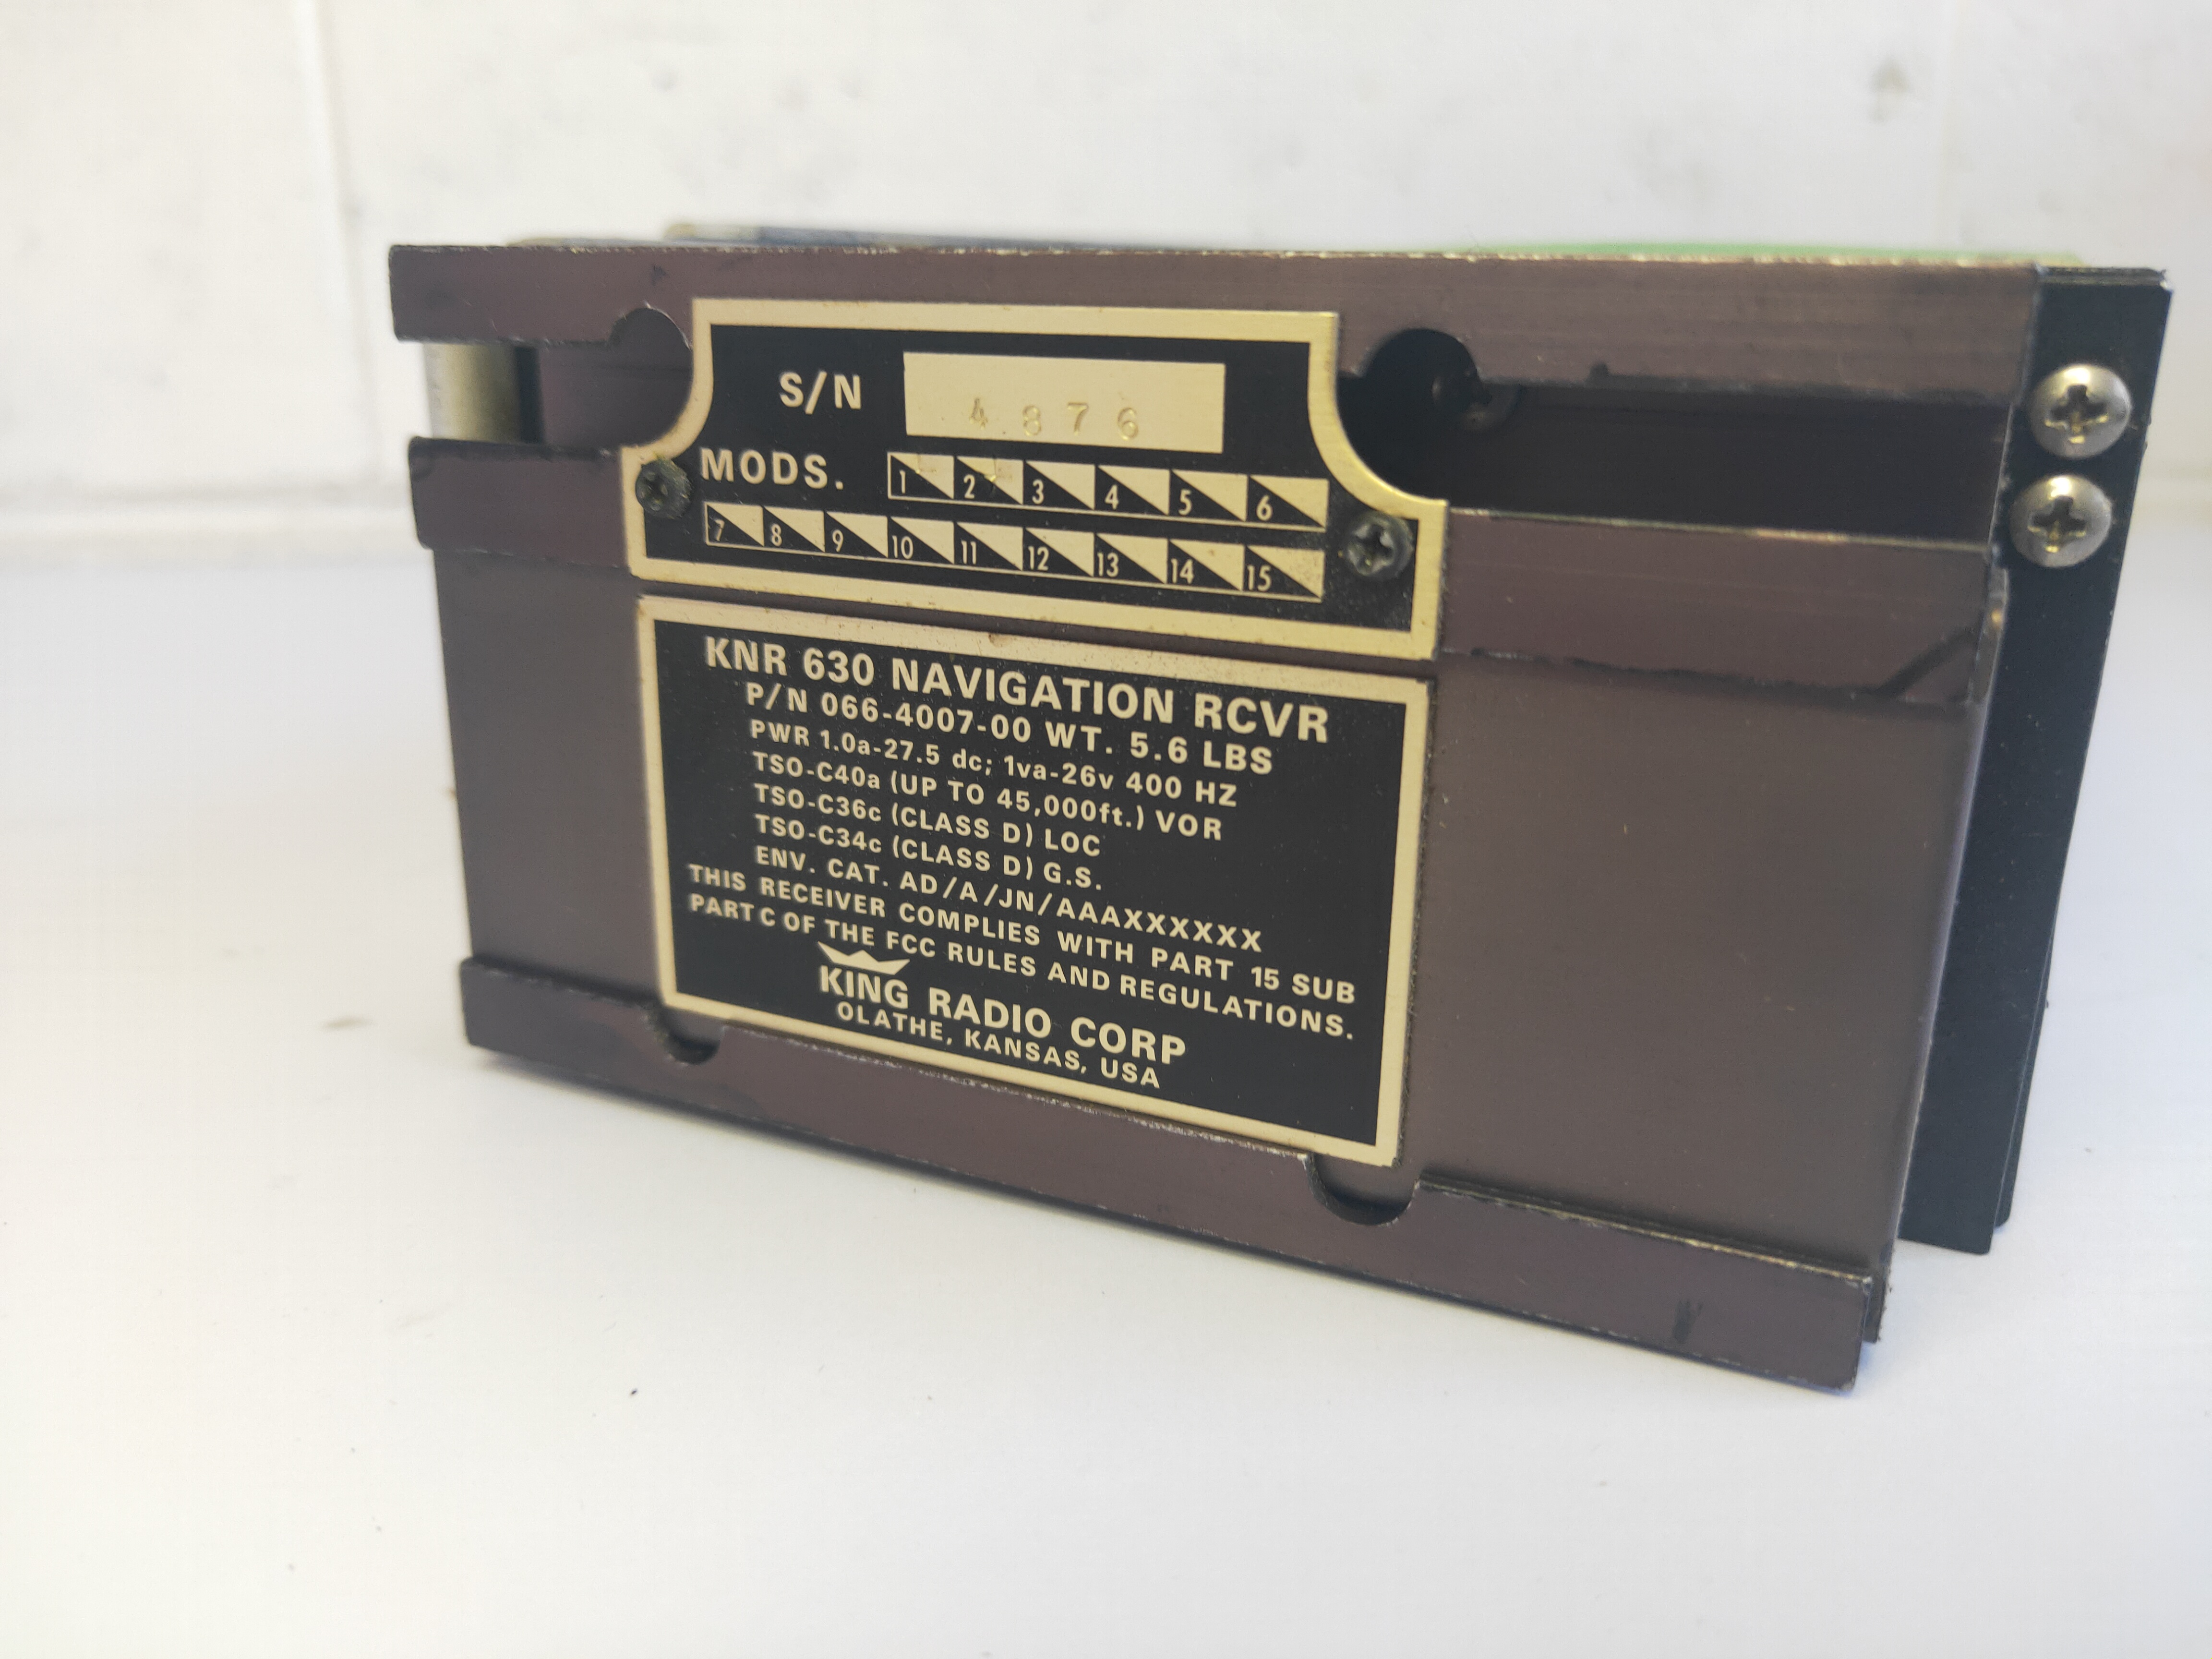 S/N 4876
MODS. 1 2 3 4 5 6
7 8 9 10 11 12 13 14 15
KNR 630 NAVIGATION RCVR
P/N 066-4007-00 WT. 5.6 LBS
PWR 1.0a-27.5 dc; 1va-26v 400 HZ
TSO-C40a (UP TO 45,000ft.) VOR
TSO-C36c (CLASS D) LOC
TSO-C34c (CLASS D) G.S.
ENV. CAT. AD/A/JN/AAAXXXXXX
THIS RECEIVER COMPLIES WITH PART 15 SUB
PART C OF THE FCC RULES AND REGULATIONS.
KING RADIO CORP
OLATHE, KANSAS, USA